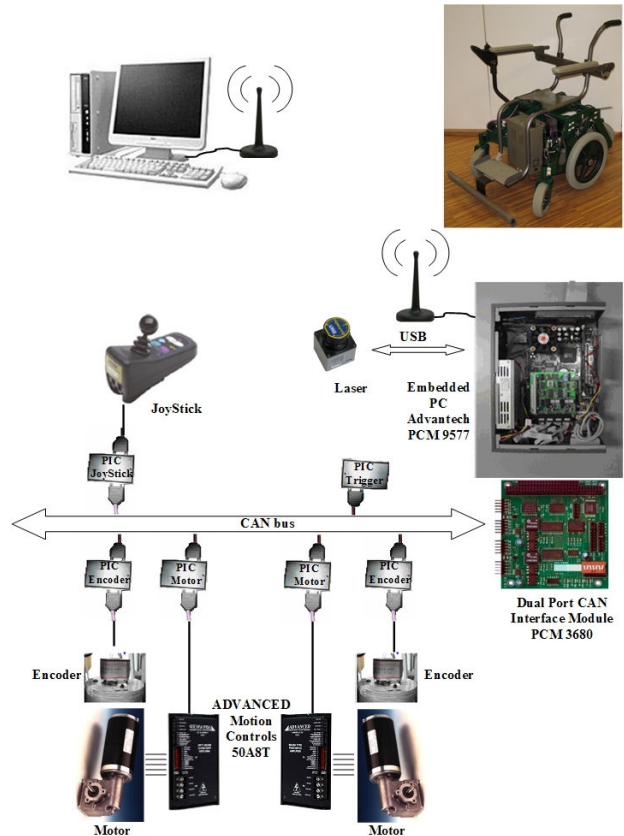 USB
Laser
Embedded
PC
Advantech
PCM 9577
JoyStick
PIC
JoyStick
PIC
Trigger
CAN bus
PIC
Encoder
PIC
Motor
PIC
Motor
PIC
Encoder
Dual Port CAN
Interface Module
PCM 3680
Encoder
Encoder
ADVANCED
Motion
Controls
50A8T
ADVANCED
Motor
Motor